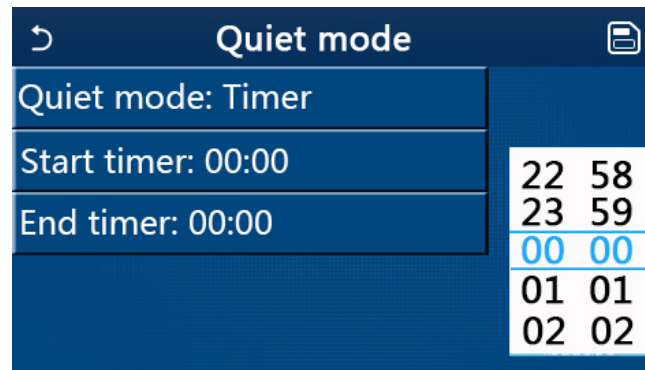 Quiet mode
Quiet mode: Timer
Start timer: 00:00
End timer: 00:00
22 58
23 59
00 00
01 01
02 02